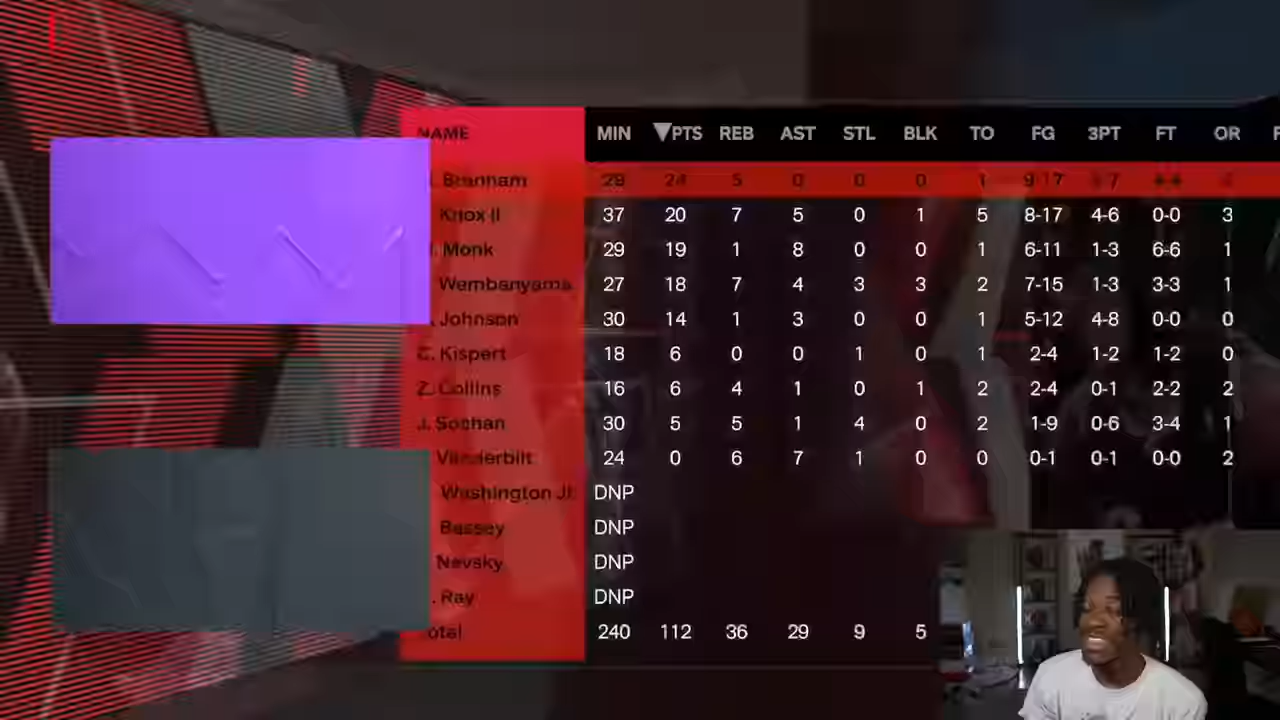 NAME MIN ▼PTS REB AST STL BLK TO FG 3PT FT OR
Brannam 29 24 5 0 0 0 1 9-17
Knox II 37 20 7 5 0 1 5 8-17 4-6 0-0 3
Monk 29 19 1 8 0 0 1 6-11 1-3 6-6 1
Wembanyama 27 18 7 4 3 3 2 7-15 1-3 3-3 1
Johnson 30 14 1 3 0 0 1 5-12 4-8 0-0 0
C. Kispert 18 6 0 0 1 0 1 2-4 1-2 1-2 0
Z. Collins 16 6 4 1 0 1 2 2-4 0-1 2-2 2
J. Sochan 30 5 5 1 4 0 2 1-9 0-6 3-4 1
Vanderbilt 24 0 6 7 1 0 0 0-1 0-1 0-0 2
Washington Jr. DNP
Bassey DNP
Nevsky DNP
Ray DNP
otal 240 112 36 29 9 5